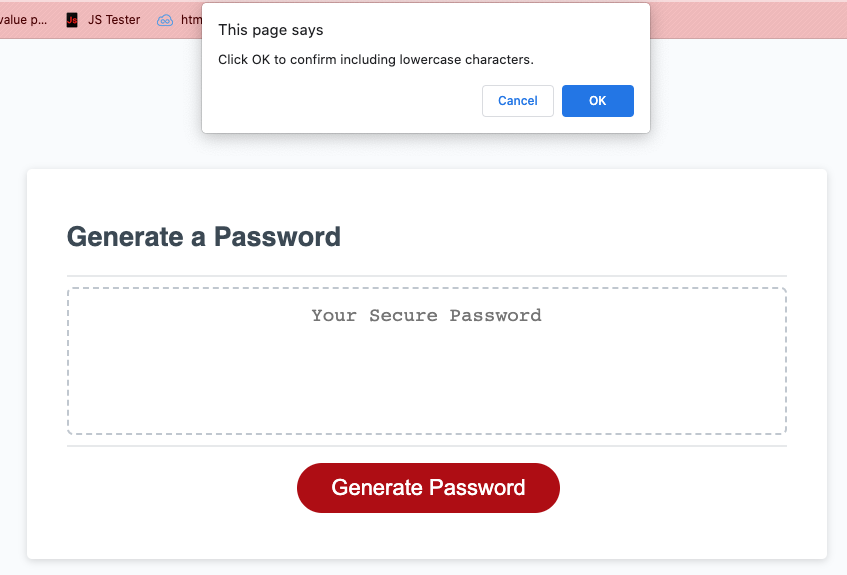 value p...
Js
JS Tester
htm
This page says
Click OK to confirm including lowercase characters.
Cancel
OK
Generate a Password
Your Secure Password
Generate Password